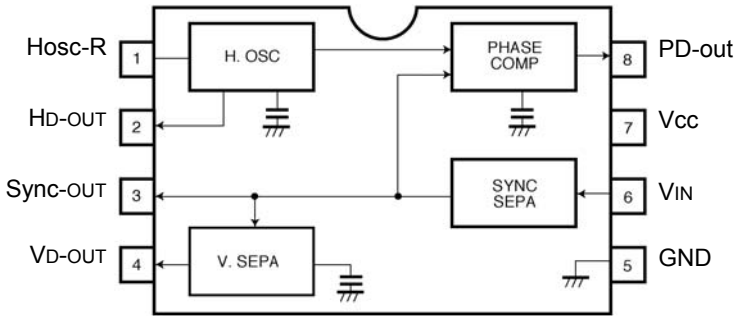 Hosc-R
1
H. OSC
PHASE
COMP
8
PD-out
HD-OUT
2
7
Vcc
Sync-OUT
3
SYNC
SEPA
6
VIN
VD-OUT
4
V. SEPA
5
GND